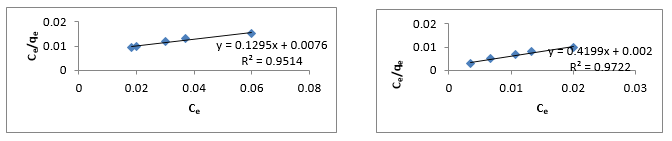 0.02
0.01
0
Ce/qe
y = 0.1295x + 0.0076
R² = 0.9514
0 0.02 0.04 0.06 0.08
Ce
0.02
0.01
0
Ce/qe
y = 0.4199x + 0.002
R² = 0.9722
0 0.01 0.02 0.03
Ce